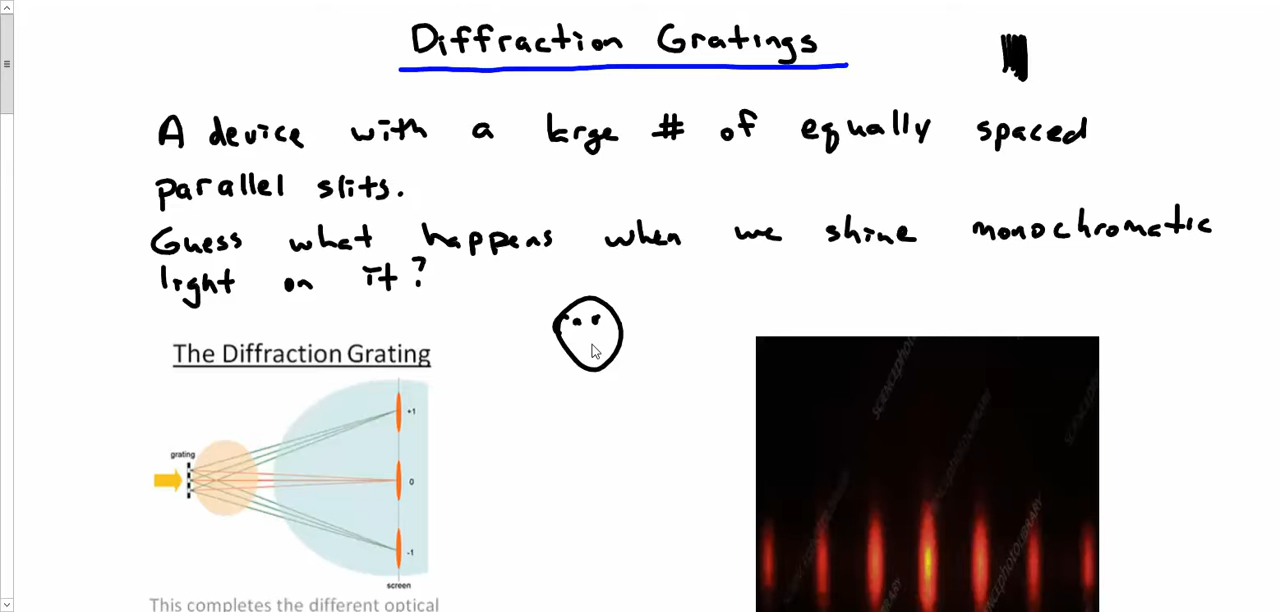 Diffraction Gratings
A device with a large # of equally spaced
parallel slits.
Guess what happens when we shine monochromatic
light on it?
The Diffraction Grating
+1
grating
0
-1
screen
This completes the different optical
SCIENCEphotoLIBRARY